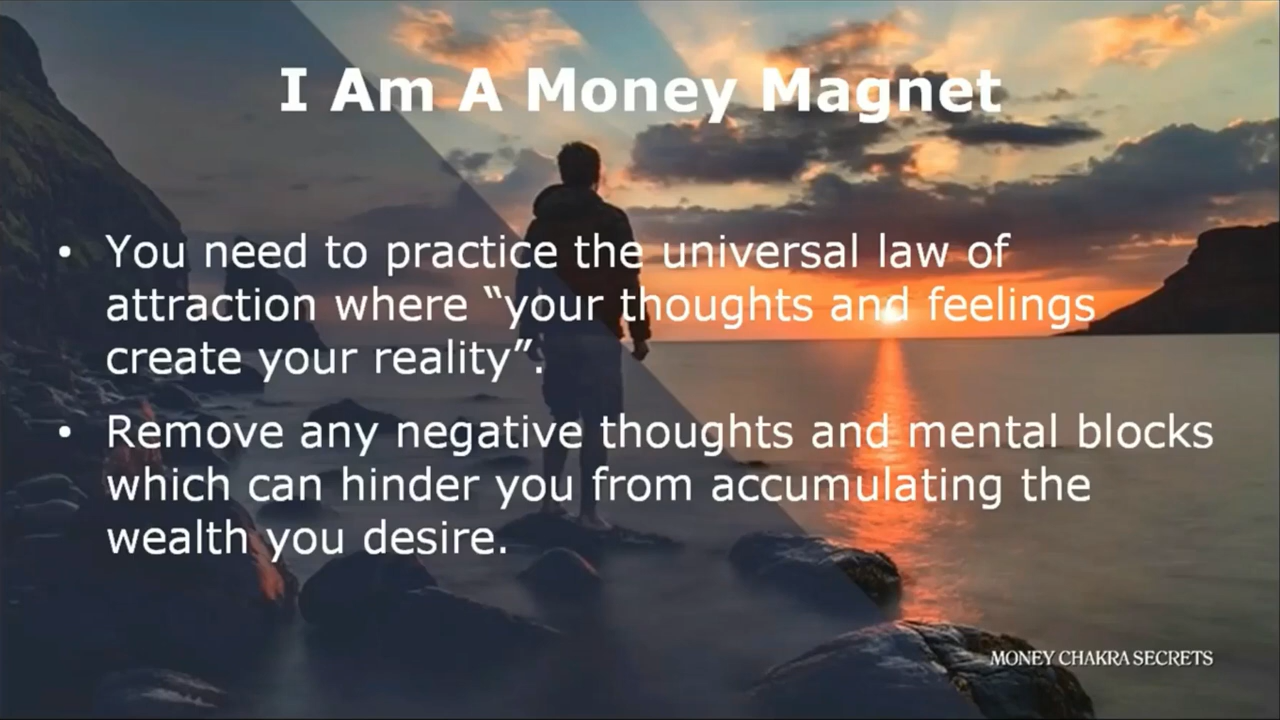 I Am A Money Magnet
• You need to practice the universal law of
attraction where “your thoughts and feelings
create your reality”.
• Remove any negative thoughts and mental blocks
which can hinder you from accumulating the
wealth you desire.
MONEY CHAKRA SECRETS